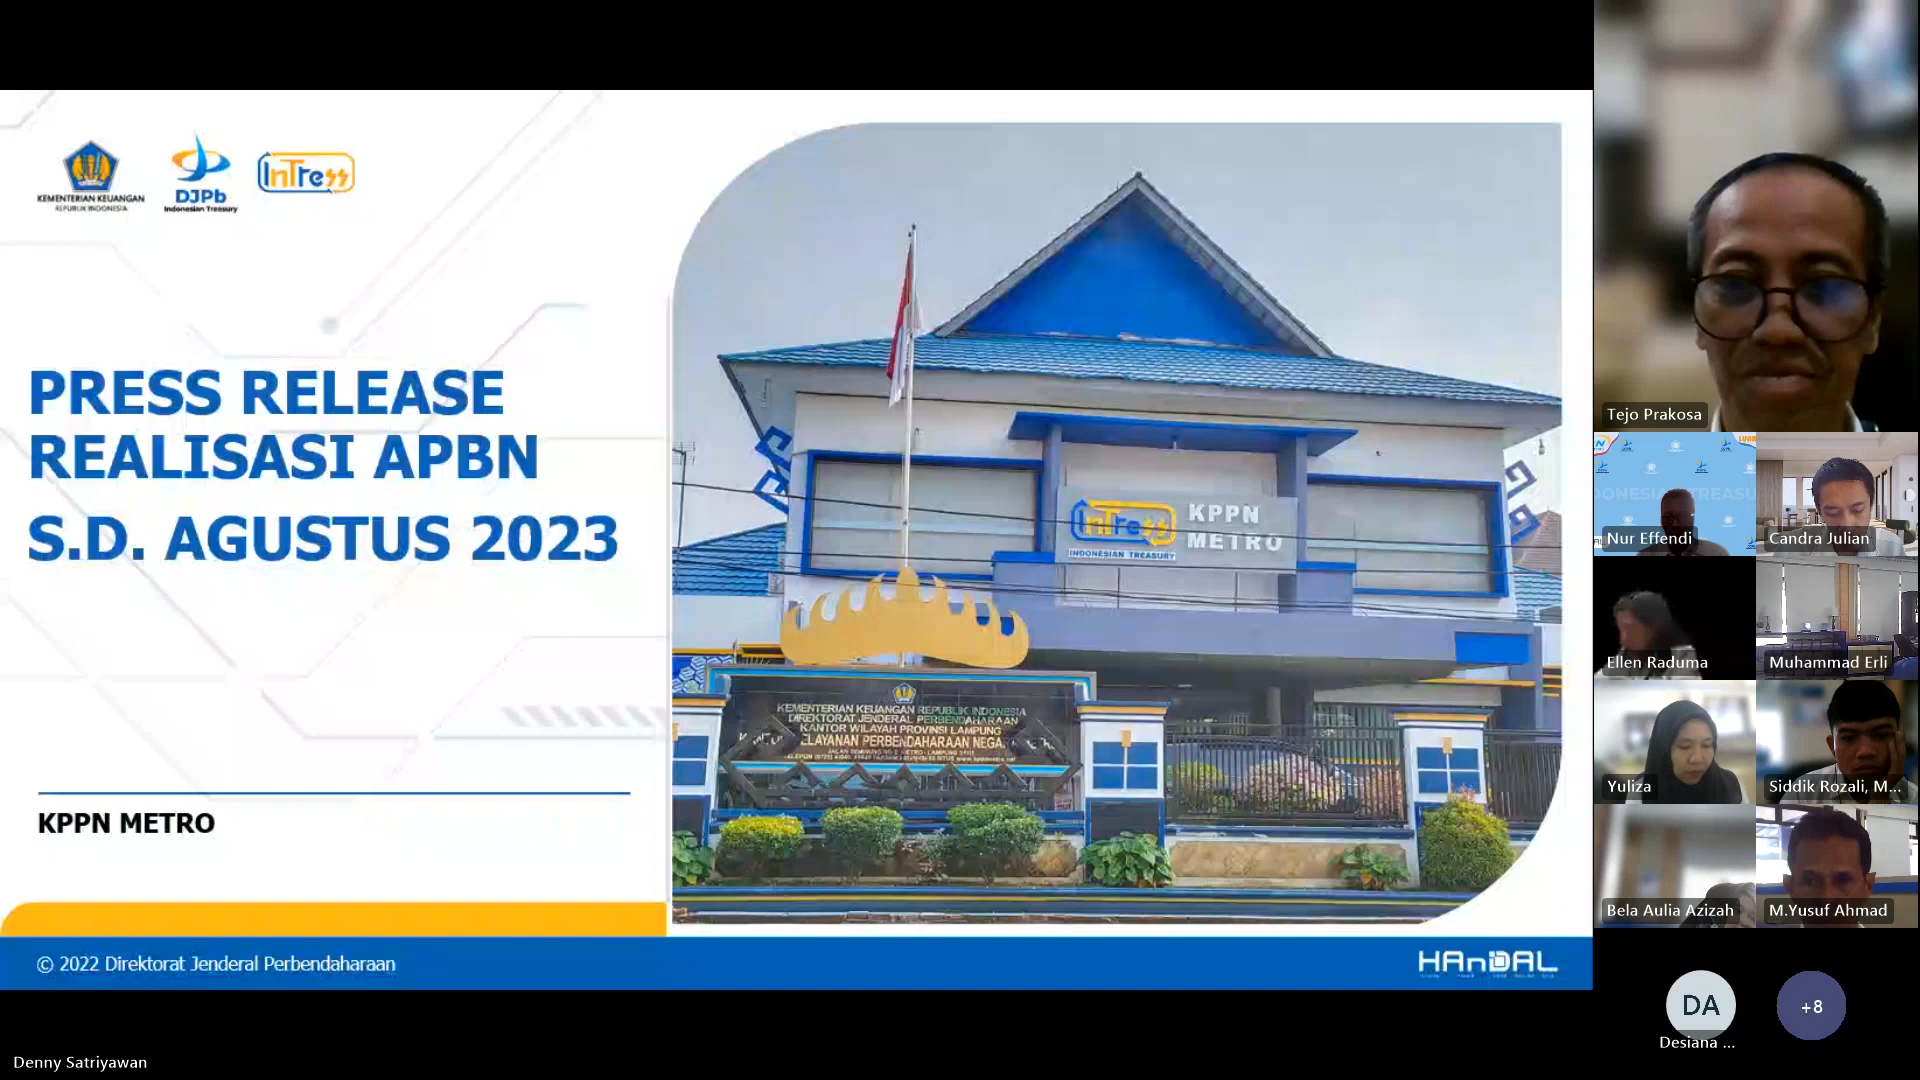 KEMENTERIAN KEUANGAN
REPUBLIK INDONESIA
DJPb
Indonesian Treasury
InTress
PRESS RELEASE
REALISASI APBN
S.D. AGUSTUS 2023
KPPN METRO
© 2022 Direktorat Jenderal Perbendaharaan
HAnDAL
InTress
INDONESIAN TREASURY
KPPN
METRO
KEMENTERIAN KEUANGAN REPUBLIK INDONESIA
DIREKTORAT JENDERAL PERBENDAHARAAN
KANTOR WILAYAH PROVINSI LAMPUNG
PELAYANAN PERBENDAHARAAN
Denny Satriyawan
Tejo Prakosa
Nur Effendi
Candra Julian
Ellen Raduma
Muhammad Erli
Yuliza
Siddik Rozali, M...
Bela Aulia Azizah
M.Yusuf Ahmad
DA
Desiana ...
+8